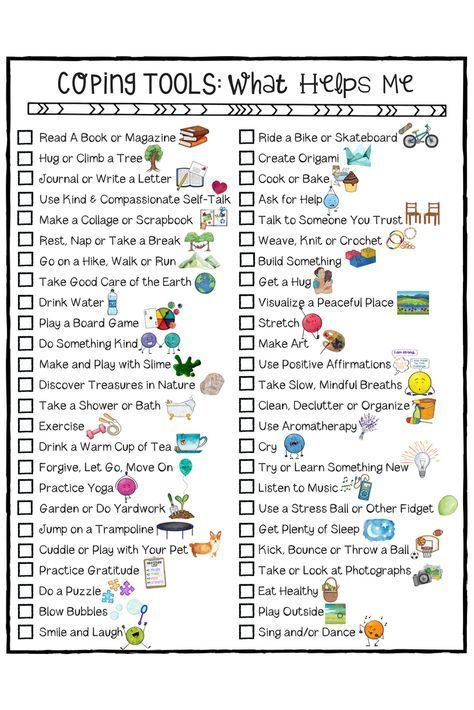 COPING TOOLS: What HELPS ME
Read A Book or Magazine
Hug or Climb a Tree
Journal or Write a Letter
Use Kind & Compassionate Self-Talk
Make a Collage or Scrapbook
Rest, Nap or Take a Break
Go on a Hike, Walk or Run
Take Good Care of the Earth
Drink Water
Play a Board Game
Do Something Kind
Make and Play with Slime
Discover Treasures in Nature
Take a Shower or Bath
Exercise
Drink a Warm Cup of Tea
Forgive, Let Go, Move On
Practice Yoga
Garden or Do Yardwork
Jump on a Trampoline
Cuddle or Play with Your Pet
Practice Gratitude
Do a Puzzle
Blow Bubbles
Smile and Laugh
Ride a Bike or Skateboard
Create Origami
Cook or Bake
Ask for Help
Talk to Someone You Trust
Weave, Knit or Crochet
Build Something
Get a Hug
Visualize a Peaceful Place
Stretch
Make Art
Use Positive Affirmations
I am strong.
Take Slow, Mindful Breaths
Clean, Declutter or Organize
Use Aromatherapy
Cry
Try or Learn Something New
Listen to Music
Use a Stress Ball or Other Fidget
Get Plenty of Sleep
Kick, Bounce or Throw a Ball
Take or Look at Photographs
Eat Healthy
Play Outside
Sing and/or Dance